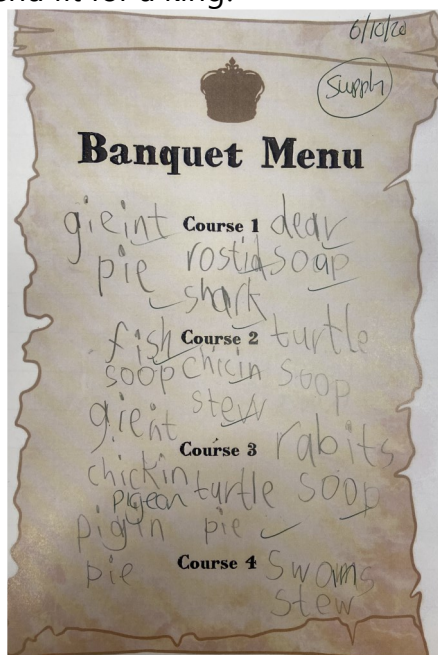 end fit for a king.
6/10/20
Supply
Banquet Menu
gieint Course 1 dear
pie rostid soap
shark
fish Course 2 turtle
soop chicin soop
gieint stew
Course 3 rabits
chickin turtle soop
pigeon
pigin pie
pie Course 4 Swans
stew